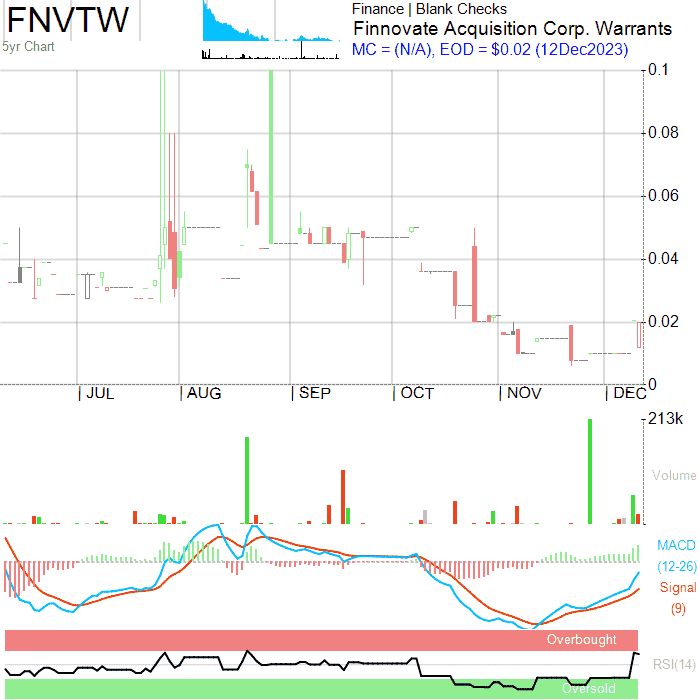 FNVTW
5yr Chart
Finance | Blank Checks
Finnovate Acquisition Corp. Warrants
MC = (N/A), EOD = $0.02 (12Dec2023)
0.1
0.08
0.06
0.04
0.02
0
JUL AUG SEP OCT NOV DEC
213k
Volume
MACD
(12-26)
Signal
(9)
Overbought
RSI(14)
Oversold